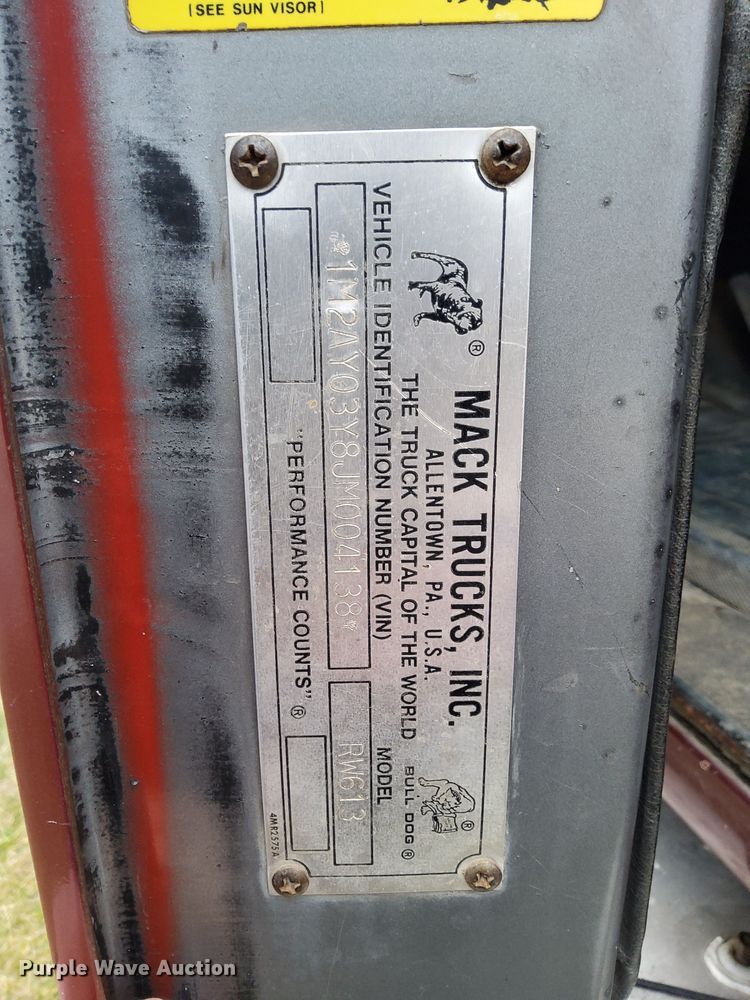 (SEE SUN VISOR)
MACK TRUCKS, INC.
ALLENTOWN, PA., U.S.A.
THE TRUCK CAPITAL OF THE WORLD
BULL DOG®
®
®
VEHICLE IDENTIFICATION NUMBER (VIN)
MODEL
*1M2AY03Y8JM004138*
RW613
"PERFORMANCE COUNTS" ®
4MR2575A
Purple Wave Auction